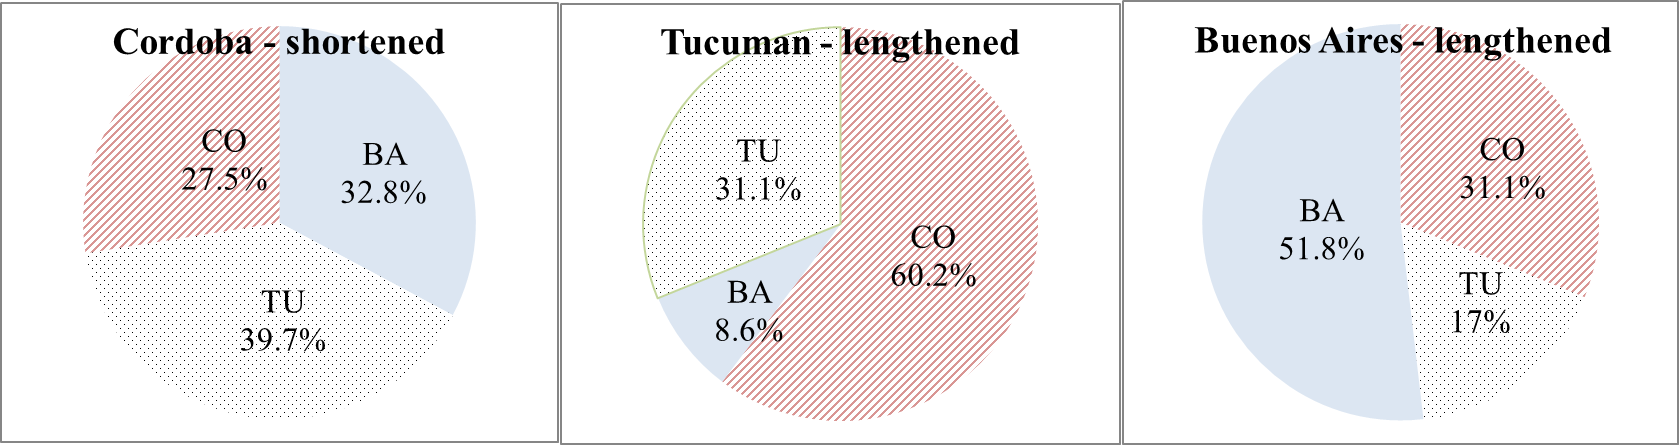 Cordoba - shortened
CO
27.5%
BA
32.8%
TU
39.7%
Tucuman - lengthened
TU
31.1%
CO
60.2%
BA
8.6%
Buenos Aires - lengthened
CO
31.1%
BA
51.8%
TU
17%